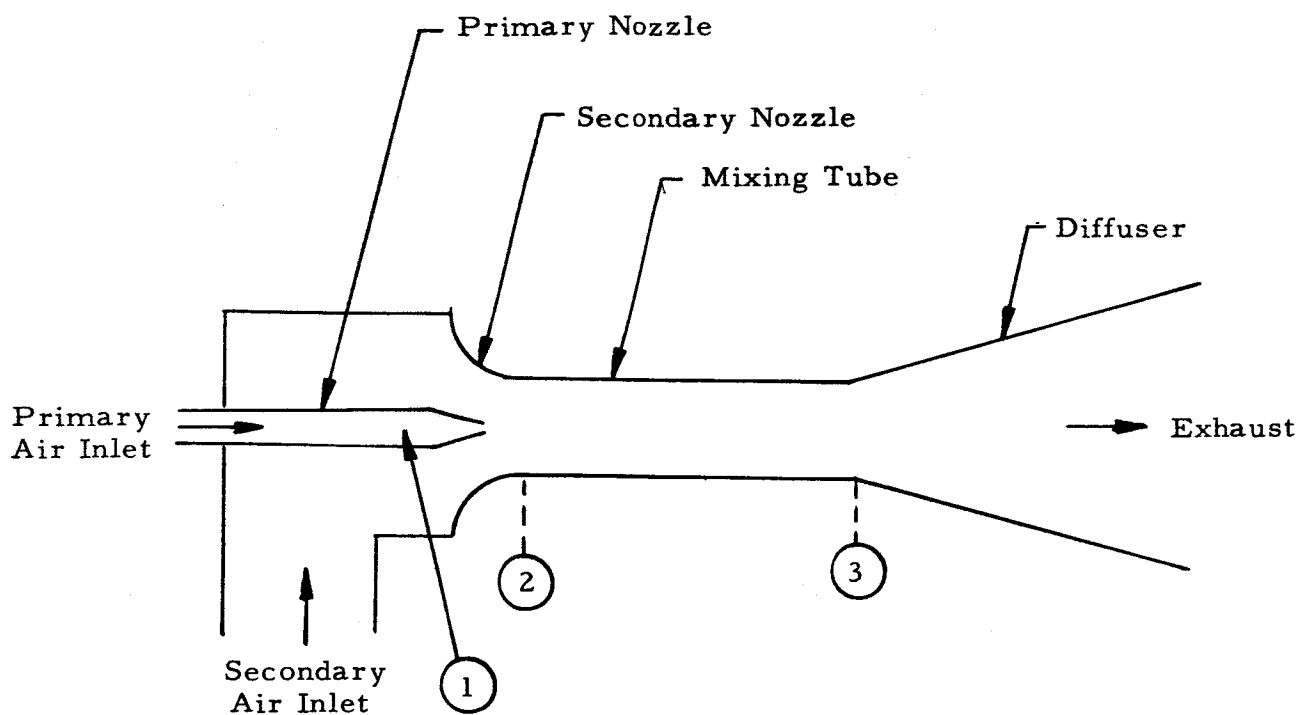 Primary Nozzle
Secondary Nozzle
Mixing Tube
Diffuser
Primary
Air Inlet
Exhaust
2
3
Secondary
Air Inlet
1